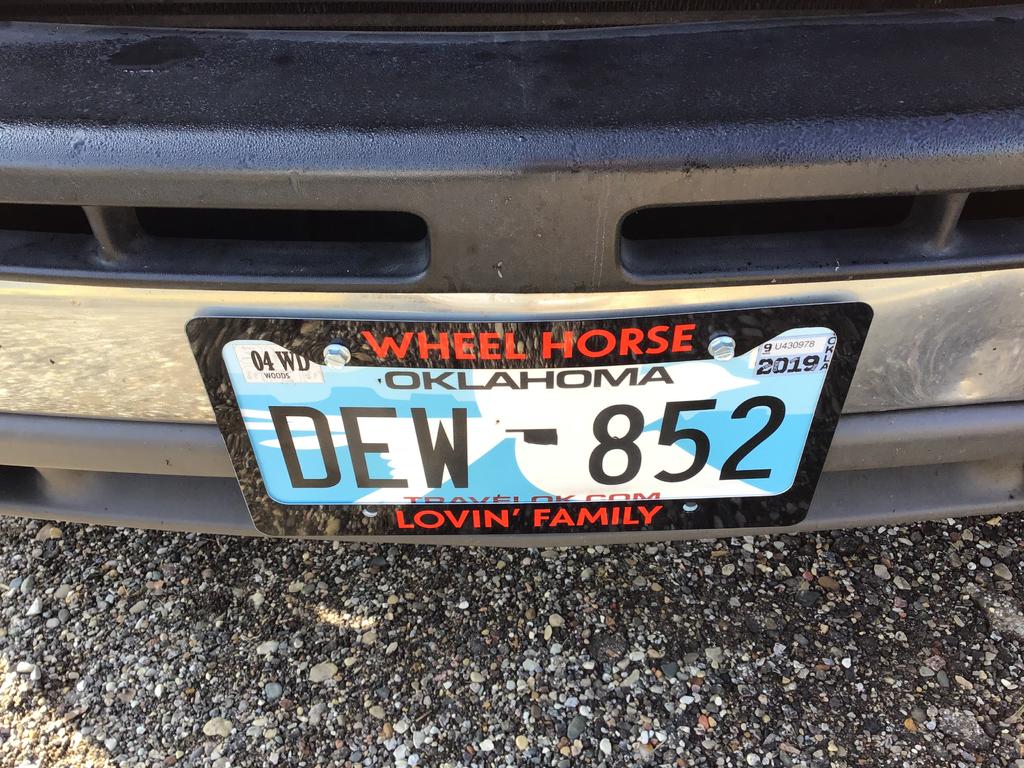 WHEEL HORSE
04 WD
WOODS
9 U430978
2019
OKLA
OKLAHOMA
DEW - 852
TRAVELOK.COM
LOVIN' FAMILY